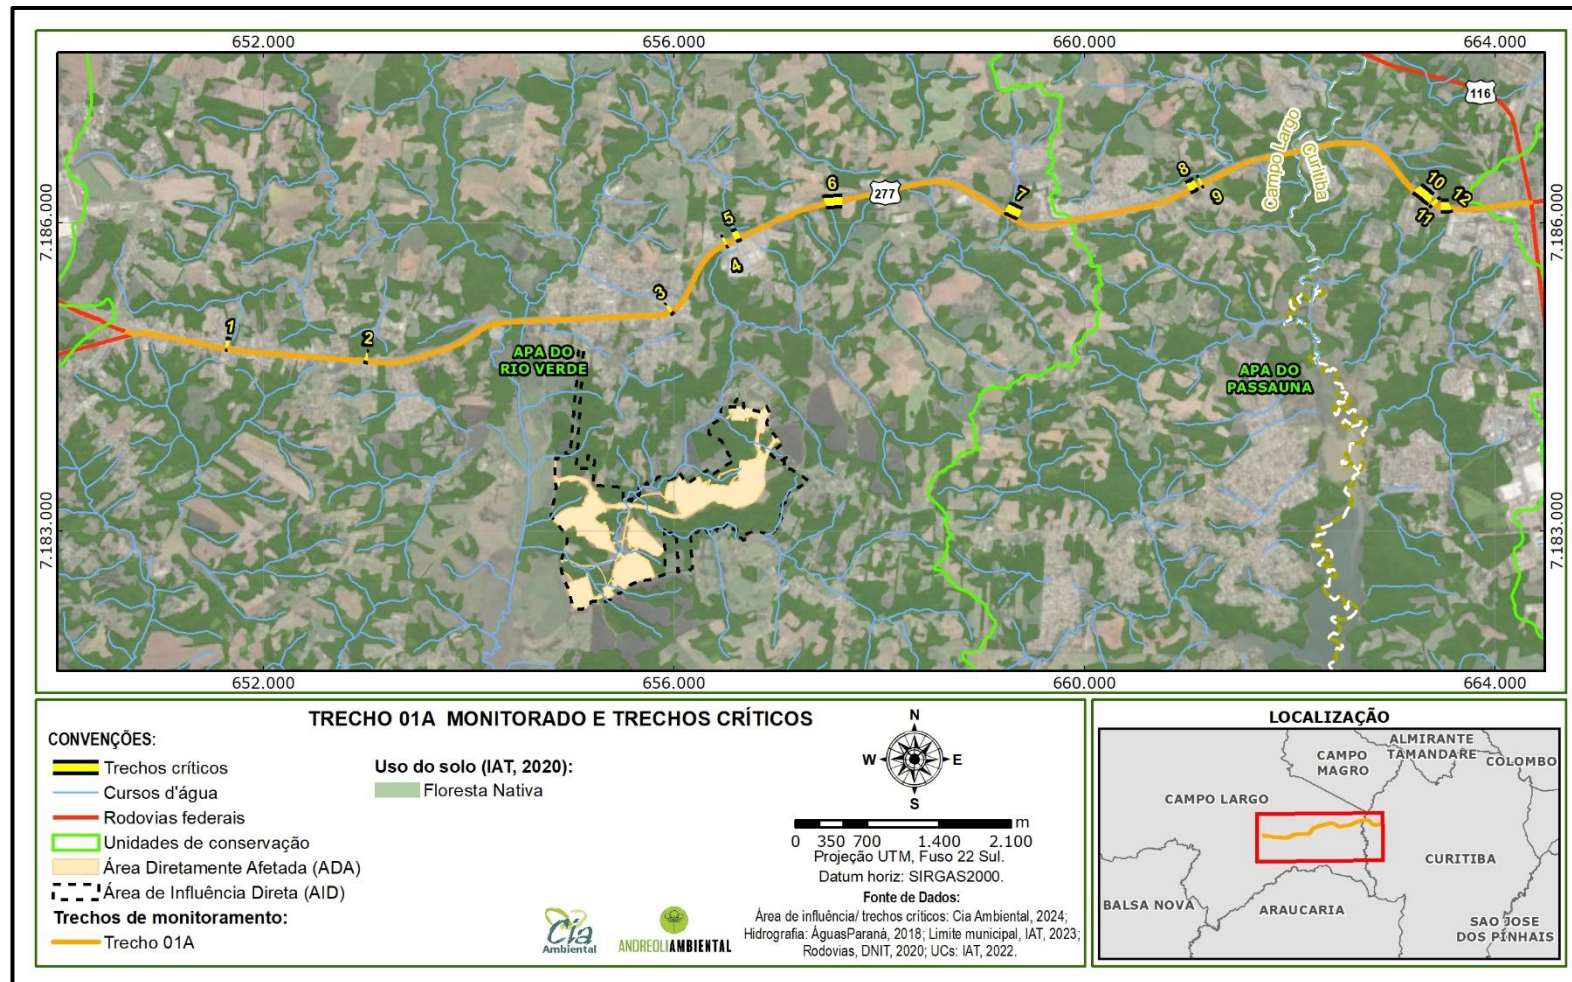 652.000
656.000
660.000
664.000
116
Campo Largo
Curitiba
7.186.000
7.186.000
1
2
3
4
5
6
277
7
8
9
10
11
12
APA DO
RIO VERDE
APA DO
PASSAUNA
7.183.000
7.183.000
652.000
656.000
660.000
664.000
TRECHO 01A MONITORADO E TRECHOS CRÍTICOS
CONVENÇÕES:
Trechos críticos
Cursos d'água
Rodovias federais
Unidades de conservação
Área Diretamente Afetada (ADA)
Área de Influência Direta (AID)
Trechos de monitoramento:
Trecho 01A
Uso do solo (IAT, 2020):
Floresta Nativa
N
W
E
S
m
0 350 700 1.400 2.100
Projeção UTM, Fuso 22 Sul.
Datum horiz: SIRGAS2000.
Fonte de Dados:
Área de influência/ trechos críticos: Cia Ambiental, 2024;
Hidrografia: ÁguasParaná, 2018; Limite municipal, IAT, 2023;
Rodovias, DNIT, 2020; UCs: IAT, 2022.
Cia
Ambiental
ANDREOLIAMBIENTAL
LOCALIZAÇÃO
ALMIRANTE
TAMANDARE
CAMPO
MAGRO
COLOMBO
CAMPO LARGO
CURITIBA
BALSA NOVA
ARAUCARIA
SAO JOSE
DOS PINHAIS